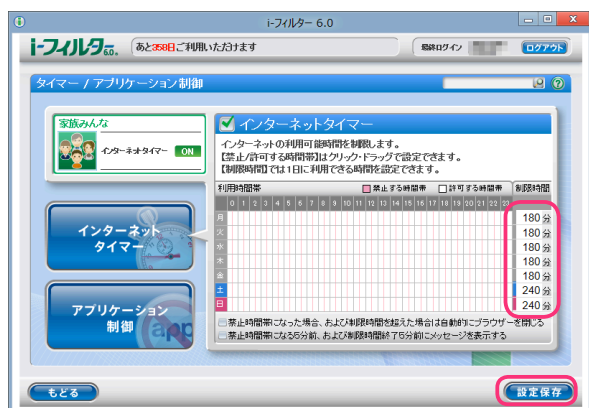 i-フィルター 6.0
i-フィルター6.0. あと358日ご利用いただけます 最終ログイン ログアウト
タイマー / アプリケーション制御
家族みんな
インターネットタイマー ON
インターネット
タイマー
アプリケーション
制御
インターネットタイマー
インターネットの利用可能時間を制限します。
【禁止/許可する時間帯】はクリック・ドラッグで設定できます。
【制限時間】では1日に利用できる時間を設定できます。
利用時間帯 禁止する時間帯 許可する時間帯 制限時間
0 1 2 3 4 5 6 7 8 9 10 11 12 13 14 15 16 17 18 19 20 21 22 23
月 180 分
火 180 分
水 180 分
木 180 分
金 180 分
土 240 分
日 240 分
禁止時間帯になった場合、および制限時間を超えた場合は自動的にブラウザーを閉じる
禁止時間帯になる5分前、および制限時間終了5分前にメッセージを表示する
もどる 設定保存